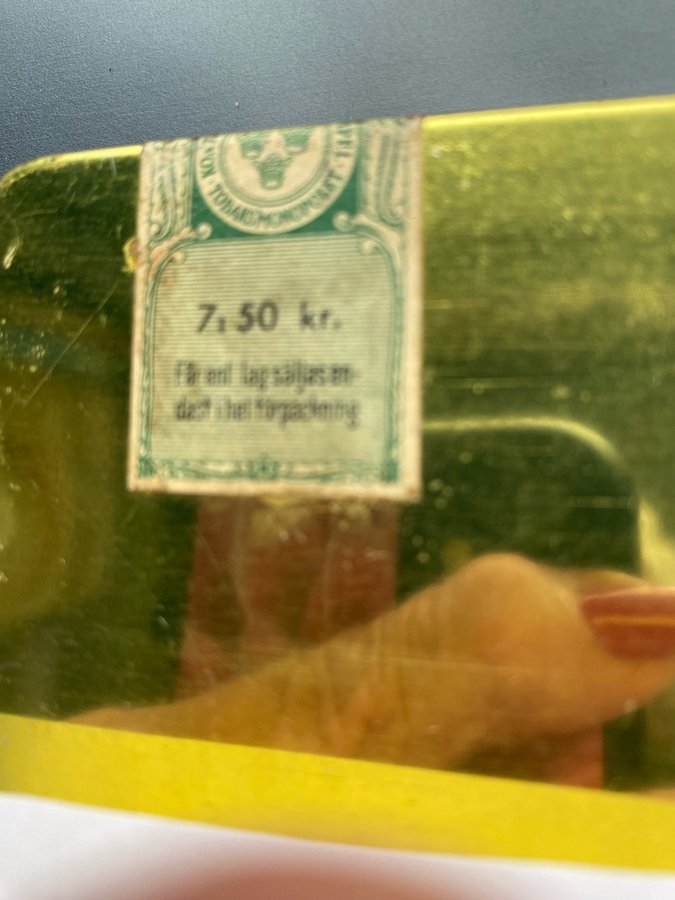 TOBAKSMONOPOLET
7:50 kr.
Får enl lag säljas en-
dast i hel förpackning